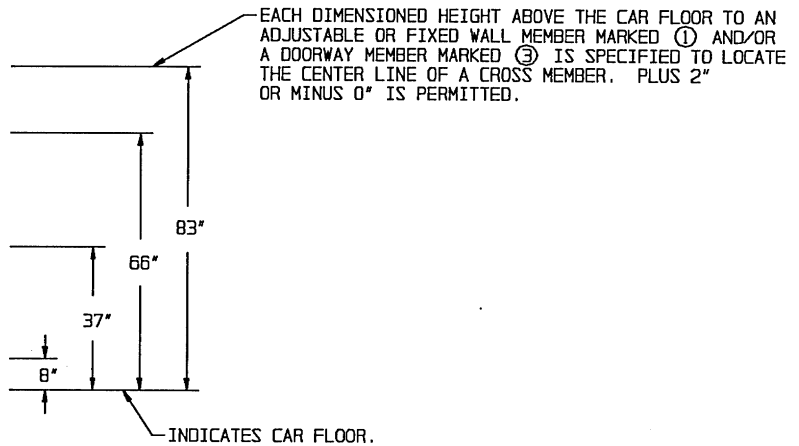 EACH DIMENSIONED HEIGHT ABOVE THE CAR FLOOR TO AN
ADJUSTABLE OR FIXED WALL MEMBER MARKED ① AND/OR
A DOORWAY MEMBER MARKED ③ IS SPECIFIED TO LOCATE
THE CENTER LINE OF A CROSS MEMBER. PLUS 2"
OR MINUS 0" IS PERMITTED.
83"
66"
37"
8"
INDICATES CAR FLOOR.